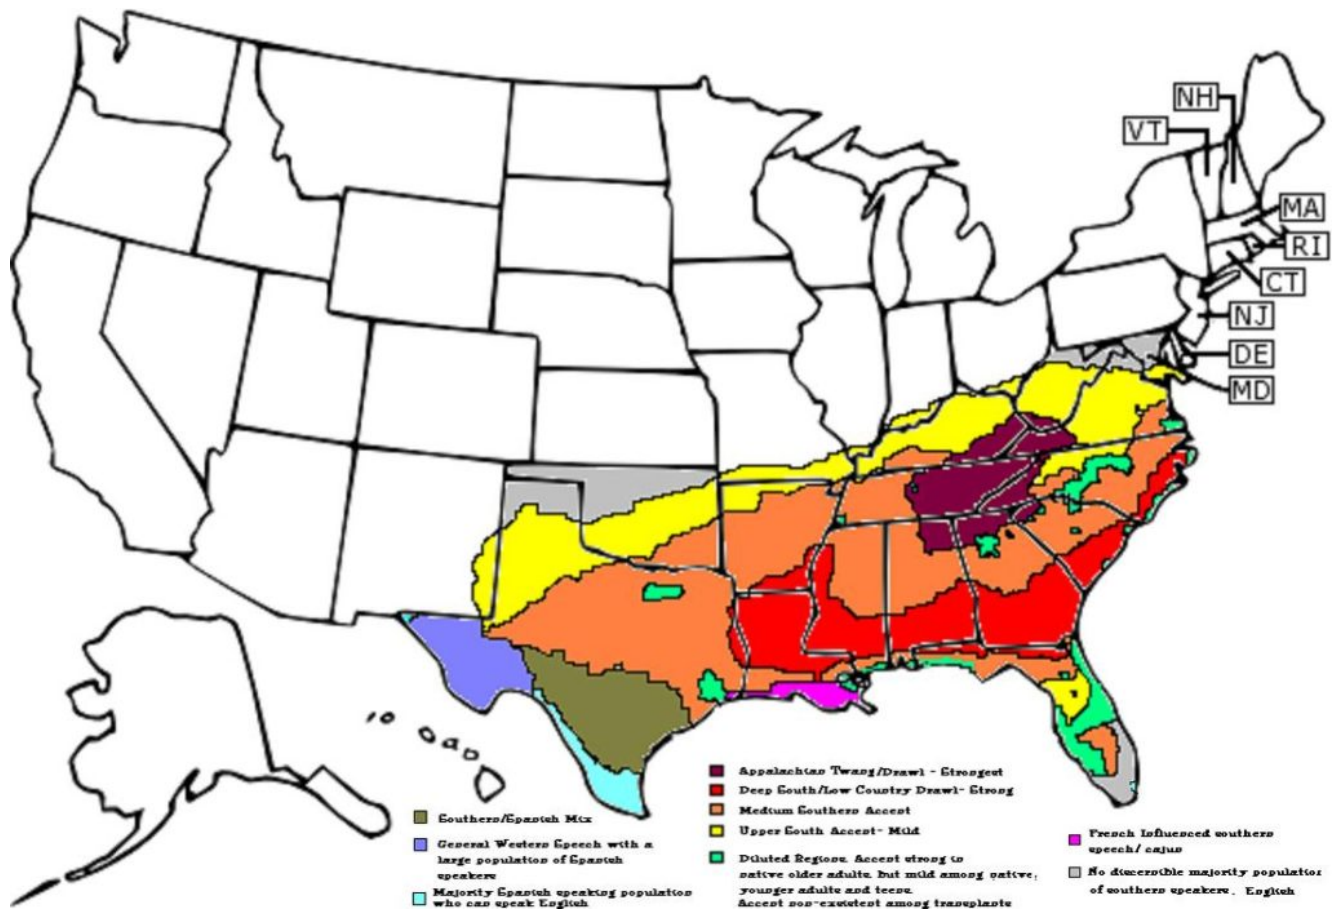 NH
VT
MA
RI
CT
NJ
DE
MD
Appalachian Twang/Drawl - Strongest
Deep South/Low Country Drawl- Strong
Medium Southern Accent
Upper South Accent- Mild
Diluted Regions. Accent strong in
native older adults, but mild among native,
younger adults and teens.
Accent non-existent among transplants
Southern/Spanish Mix
General Western Speech with a
large population of Spanish
speakers
Majority Spanish speaking population
who can speak English
French Influenced southern
speech/ cajun
No discernible majority population
of southern speakers. English